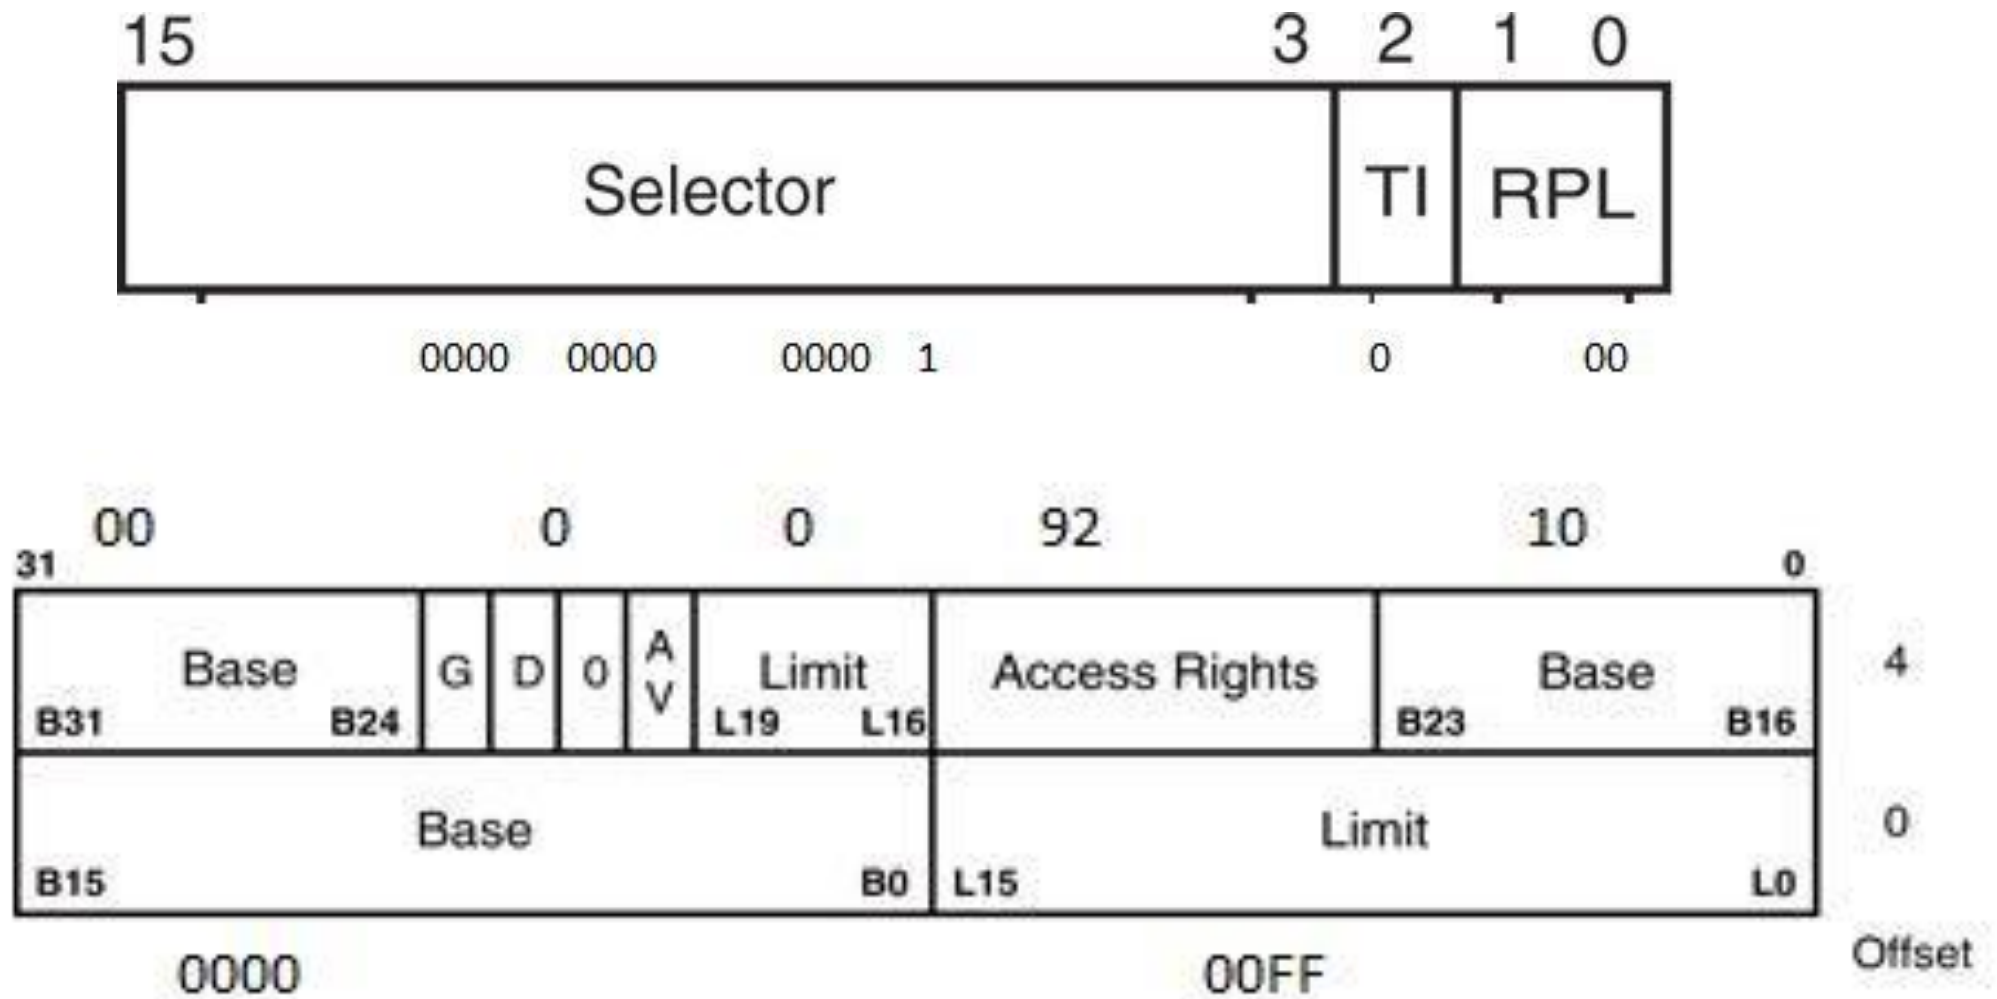 15 3 2 1 0
Selector TI RPL
0000 0000 0000 1 0 00
00 0 0 92 10
31 0
Base G D 0 A V Limit Access Rights Base 4
B31 B24 L19 L16 B23 B16
Base Limit 0
B15 B0 L15 L0
0000 00FF Offset